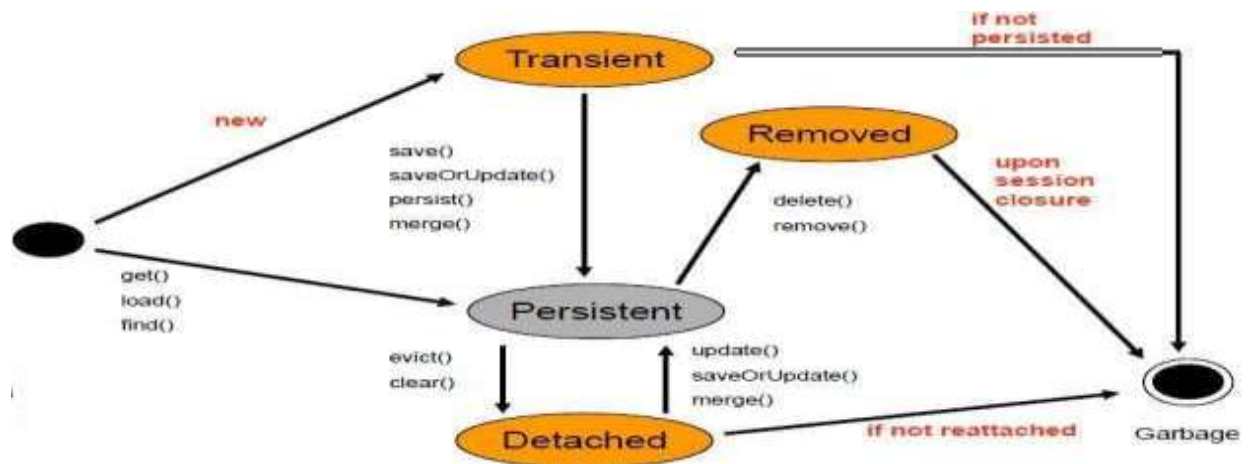 if not
persisted
Transient
new
Removed
save()
saveOrUpdate()
persist()
merge()
upon
session
closure
delete()
remove()
get()
load()
find()
Persistent
evict()
clear()
update()
saveOrUpdate()
merge()
Detached
if not reattached
Garbage